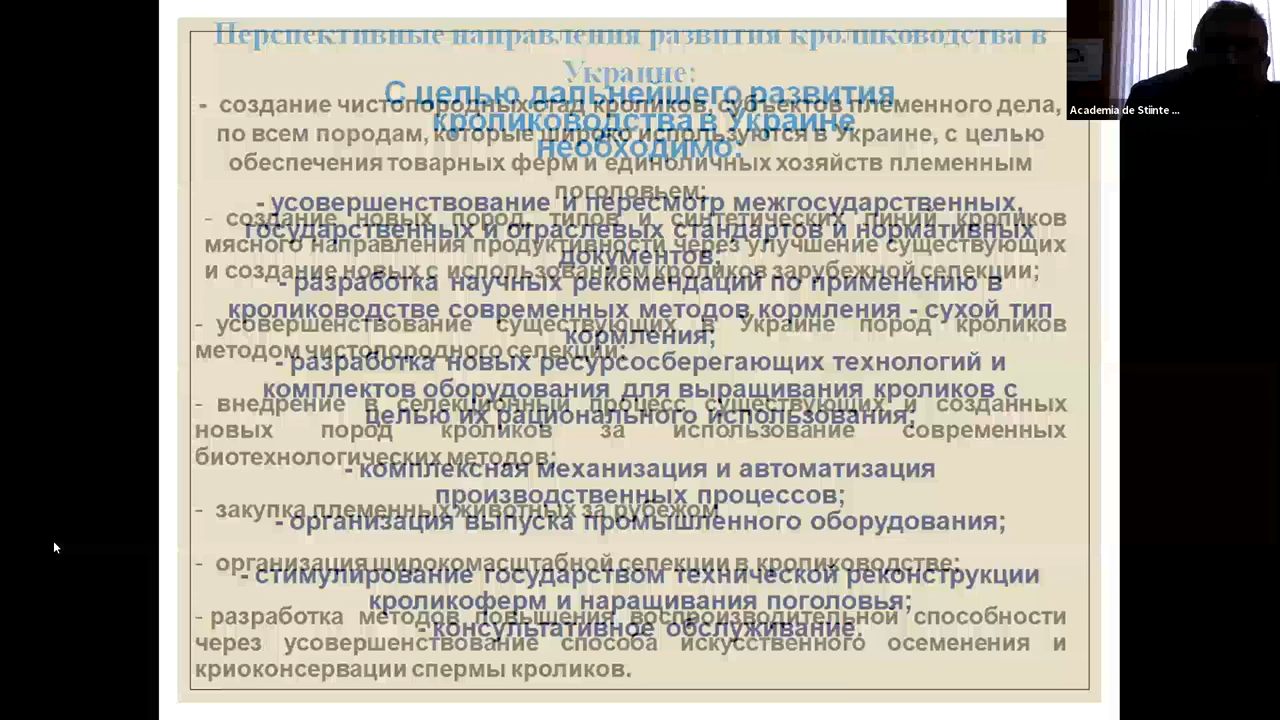 Перспективные направления развития кролиководства в
Украине:
- создание чистопородных стад кроликов, субъектов племенного дела,
по всем породам, которые широко используются в Украине, с целью
обеспечения товарных ферм и единоличных хозяйств племенным
поголовьем;
- создание новых пород, типов и синтетических линий кроликов
мясного направления продуктивности через улучшение существующих
и создание новых с использованием кроликов зарубежной селекции;
- усовершенствование существующих в Украине пород кроликов
методом чистопородного селекции;
- внедрение в селекционный процесс существующих и созданных
новых пород кроликов за использование современных
биотехнологических методов;
- закупка племенных животных за рубежом
- организация широкомасштабной селекции в кролиководстве;
- разработка методов повышения воспроизводительной способности
через усовершенствование способа искусственного осеменения и
криоконсервации спермы кроликов.
С целью дальнейшего развития
кролиководства в Украине
необходимо:
- усовершенствование и пересмотр межгосударственных,
государственных и отраслевых стандартов и нормативных
документов;
- разработка научных рекомендаций по применению в
кролиководстве современных методов кормления - сухой тип
кормления;
- разработка новых ресурсосберегающих технологий и
комплектов оборудования для выращивания кроликов с
целью их рационального использования;
- комплексная механизация и автоматизация
производственных процессов;
- организация выпуска промышленного оборудования;
- стимулирование государством технической реконструкции
кроликоферм и наращивания поголовья;
- консультативное обслуживание.
Academia de Stiinte ...